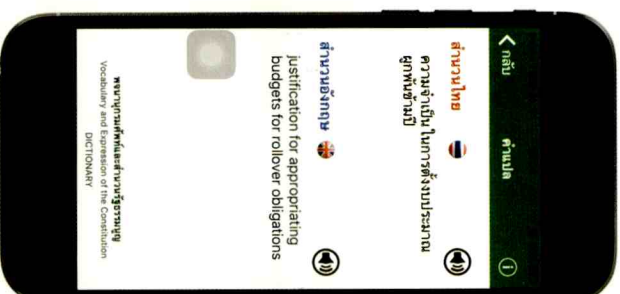 กลับ
คำแปล
สำนวนไทย
ความจำเป็นในการตั้งงบประมาณ
ผูกพันข้ามปี
สำนวนอังกฤษ
justification for appropriating
budgets for rollover obligations
พจนานุกรมศัพท์และสำนวนรัฐธรรมนูญ
Vocabulary and Expression of the Constitution
DICTIONARY